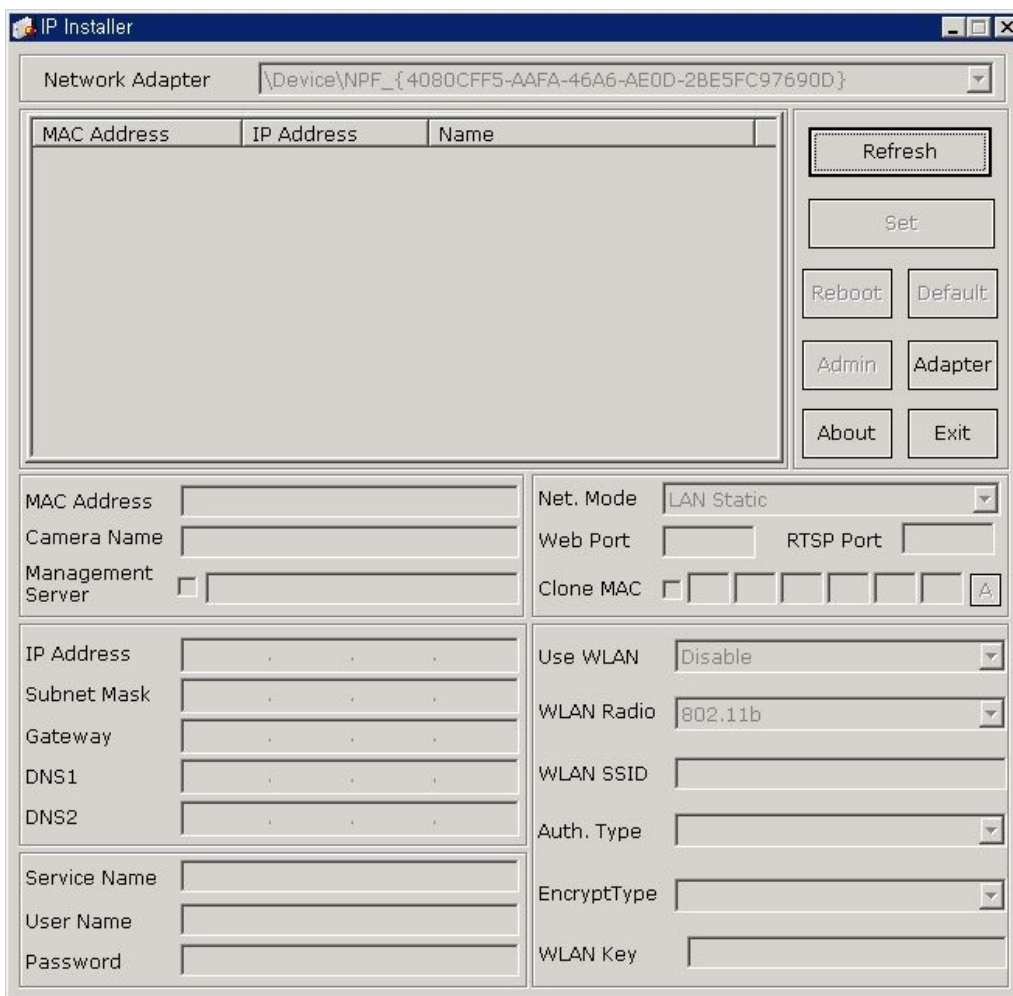 IP Installer
Network Adapter \Device\NPF_{4080CFF5-AAFA-46A6-AE0D-2BE5FC97690D}
MAC Address IP Address Name
Refresh
Set
Reboot Default
Admin Adapter
About Exit
MAC Address
Camera Name
Management
Server
Net. Mode LAN Static
Web Port RTSP Port
Clone MAC A
IP Address . . .
Subnet Mask . . .
Gateway . . .
DNS1 . . .
DNS2 . . .
Use WLAN Disable
WLAN Radio 802.11b
WLAN SSID
Auth. Type
EncryptType
WLAN Key
Service Name
User Name
Password